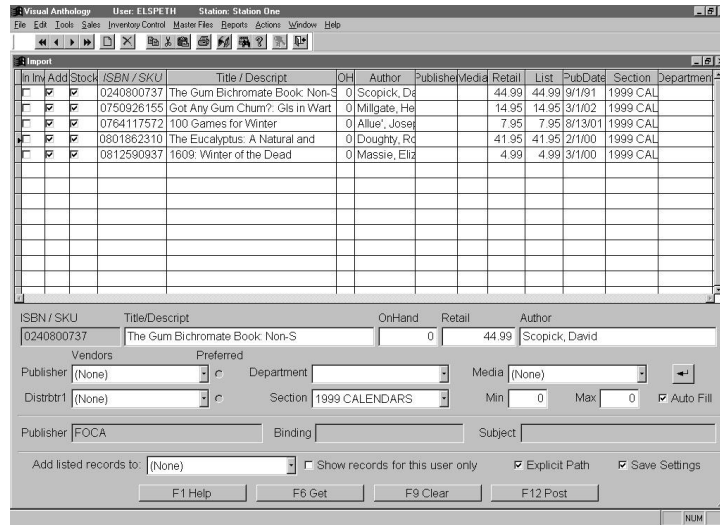 Visual Anthology User: ELSPETH Station: Station One
File Edit Tools Sales Inventory Control Master Files Reports Actions Window Help
Import
In Inv Add Stock ISBN / SKU Title / Descript OH Author Publisher Media Retail List PubDate Section Department
0240800737 The Gum Bichromate Book: Non-S 0 Scopick, Da 44.99 44.99 9/1/91 1999 CAL
0750926155 Got Any Gum Chum?: GIs in Wart 0 Millgate, He 14.95 14.95 3/1/02 1999 CAL
0764117572 100 Games for Winter 0 Allue', Josep 7.95 7.95 8/13/01 1999 CAL
0801862310 The Eucalyptus: A Natural and 0 Doughty, Ro 41.95 41.95 2/1/00 1999 CAL
0812590937 1609: Winter of the Dead 0 Massie, Eliz 4.99 4.99 3/1/00 1999 CAL
ISBN / SKU Title/Descript OnHand Retail Author
0240800737 The Gum Bichromate Book: Non-S 0 44.99 Scopick, David
Vendors Preferred
Publisher (None) Department Media (None)
Distrbtr1 (None) Section 1999 CALENDARS Min 0 Max 0 Auto Fill
Publisher FOCA Binding Subject
Add listed records to: (None) Show records for this user only Explicit Path Save Settings
F1 Help F6 Get F9 Clear F12 Post
NUM